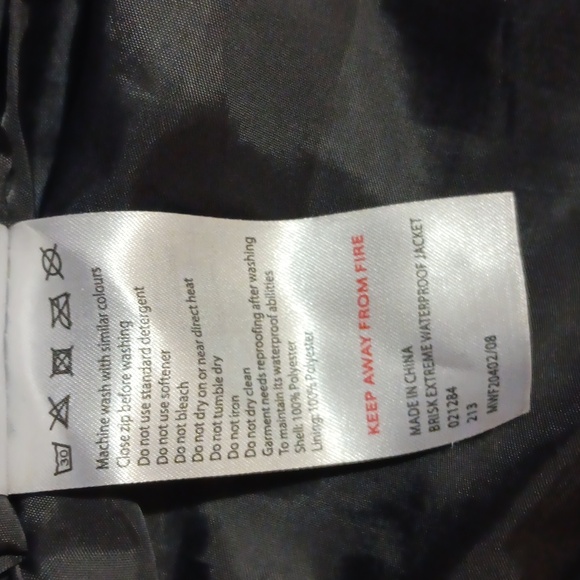 30
Machine wash with similar colours
Close zip before washing
Do not use standard detergent
Do not use softener
Do not bleach
Do not dry on or near direct heat
Do not tumble dry
Do not iron
Do not dry clean
Garment needs reproofing after washing
To maintain its waterproof abilities
Shell: 100% Polyester
Lining: 100% Polyester
KEEP AWAY FROM FIRE
MADE IN CHINA
BRISK EXTREME WATERPROOF JACKET
021284
213
MWF20402/08